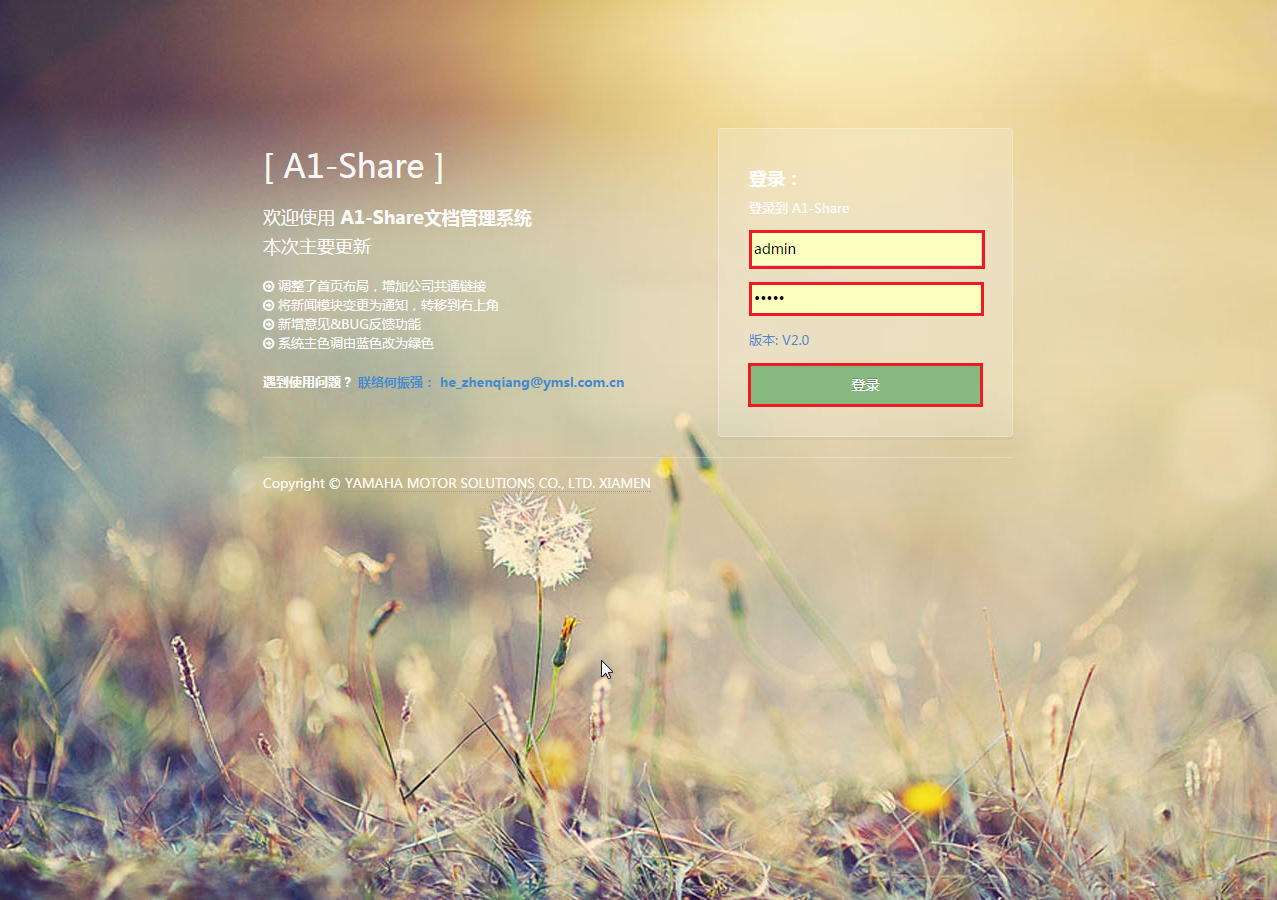 [ A1-Share ]
欢迎使用 A1-Share文档管理系统
本次主要更新
调整了首页布局，增加公司共通链接
将新闻模块变更为通知，转移到右上角
新增意见&BUG反馈功能
系统主色调由蓝色改为绿色
遇到使用问题？ 联络何振强： he_zhenqiang@ymsl.com.cn
登录：
登录到 A1-Share
admin
•••••
版本: V2.0
登录
Copyright © YAMAHA MOTOR SOLUTIONS CO., LTD. XIAMEN